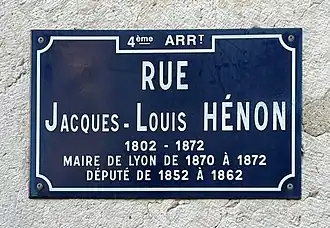 4ème ARRT
RUE
JACQUES-LOUIS HÉNON
1802 - 1872
MAIRE DE LYON DE 1870 À 1872
DÉPUTÉ DE 1852 À 1862